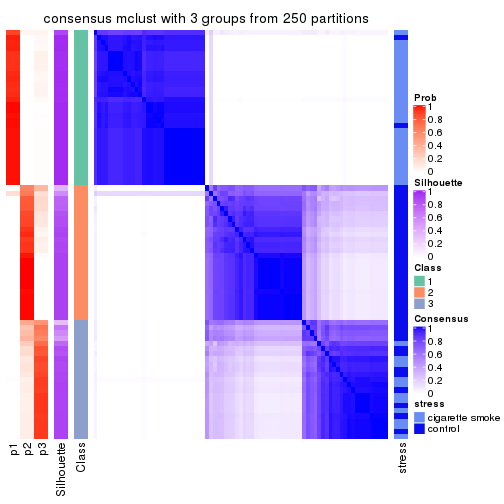 consensus mclust with 3 groups from 250 partitions
Prob
1
0.8
0.6
0.4
0.2
0
Silhouette
1
0.8
0.6
0.4
0.2
0
Class
1
2
3
Consensus
1
0.8
0.6
0.4
0.2
0
stress
cigarette smoke
control
p1
p2
p3
Silhouette
Class
stress